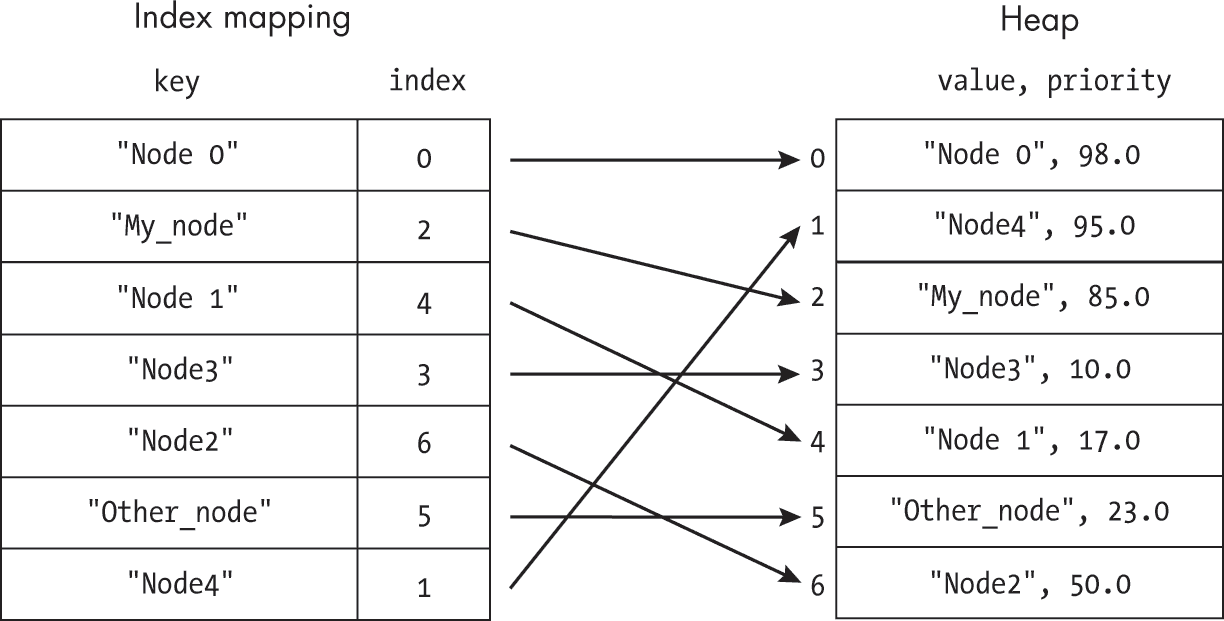 Index mapping Heap
key index value, priority
"Node 0" 0 0 "Node 0", 98.0
"My_node" 2 1 "Node4", 95.0
"Node 1" 4 2 "My_node", 85.0
"Node3" 3 3 "Node3", 10.0
"Node2" 6 4 "Node 1", 17.0
"Other_node" 5 5 "Other_node", 23.0
"Node4" 1 6 "Node2", 50.0